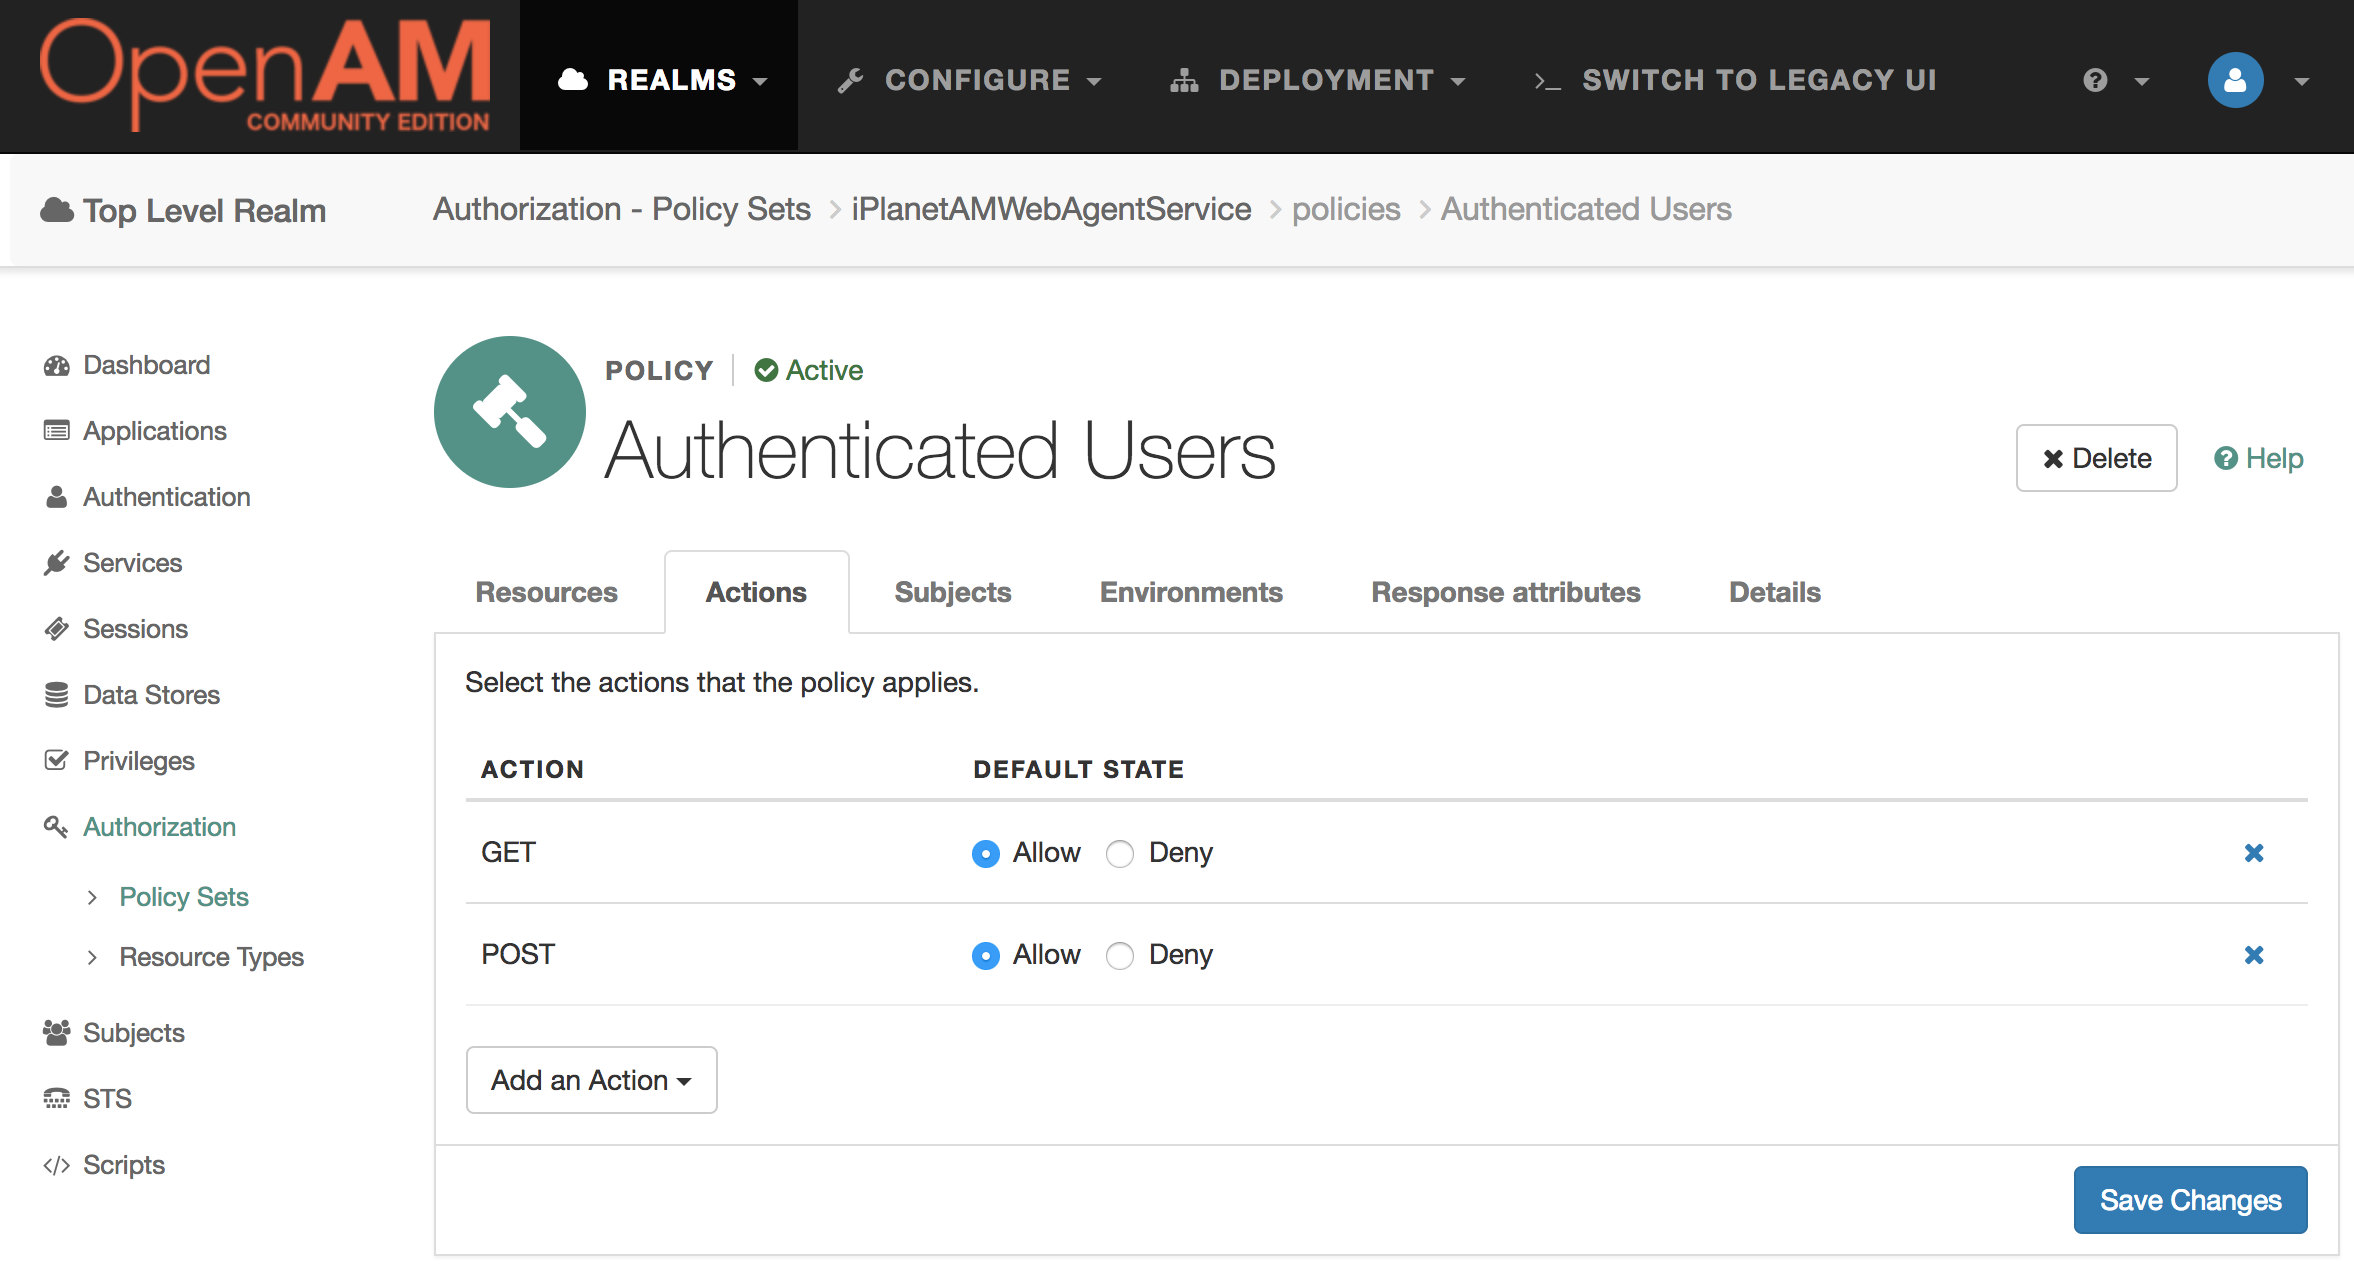 OpenAM
COMMUNITY EDITION
REALMS
CONFIGURE
DEPLOYMENT
SWITCH TO LEGACY UI
Top Level Realm
Authorization - Policy Sets
iPlanetAMWebAgentService
policies
Authenticated Users
Dashboard
Applications
Authentication
Services
Sessions
Data Stores
Privileges
Authorization
Policy Sets
Resource Types
Subjects
STS
Scripts
POLICY
Active
Authenticated Users
Delete
Help
Resources
Actions
Subjects
Environments
Response attributes
Details
Select the actions that the policy applies.
ACTION DEFAULT STATE
GET Allow Deny
POST Allow Deny
Add an Action
Save Changes